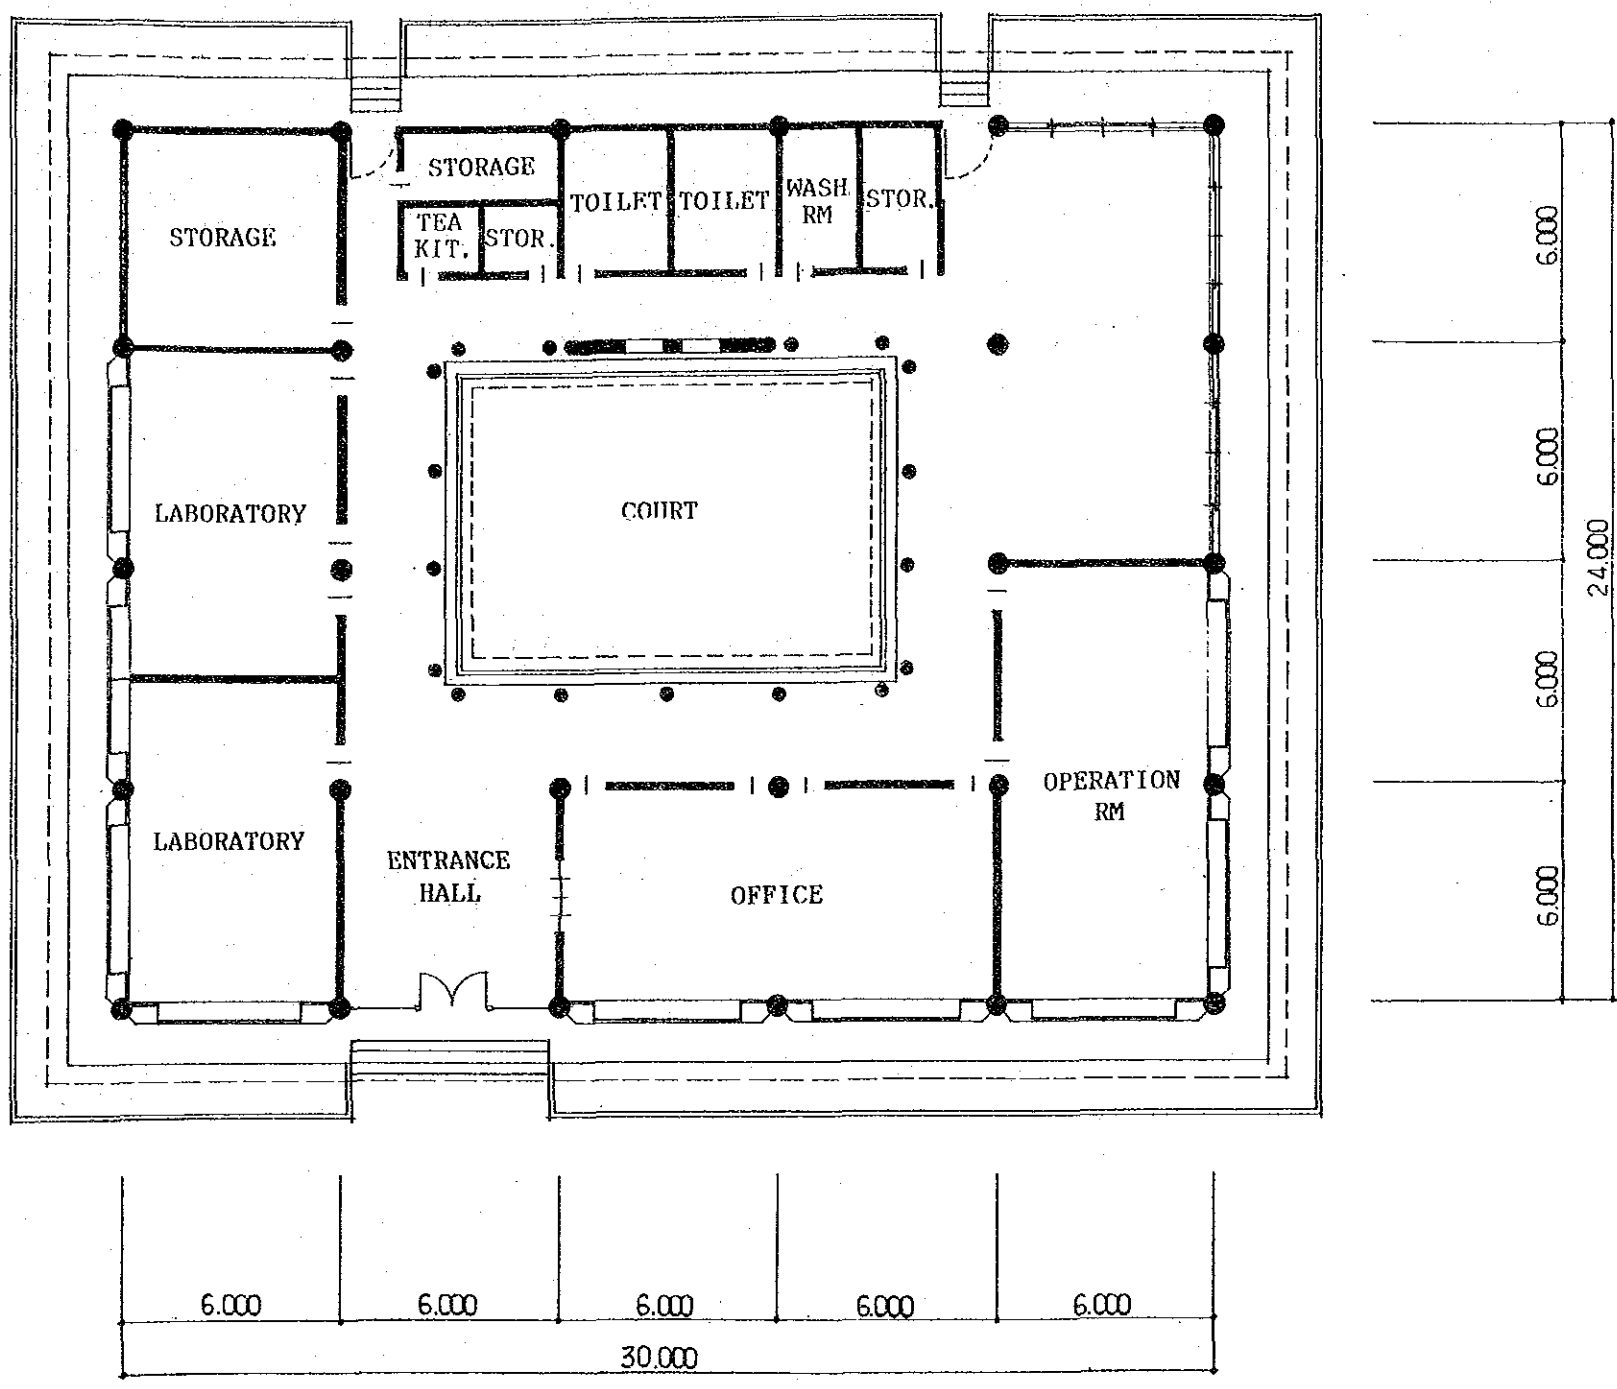 STORAGE
TOILET
TOILET
WASH
RM
STOR.
TEA
KIT.
STOR.
STORAGE
6.000
LABORATORY
COURT
6.000
24.000
6.000
OPERATION
RM
LABORATORY
ENTRANCE
HALL
OFFICE
6.000
6.000
6.000
6.000
6.000
6.000
30.000